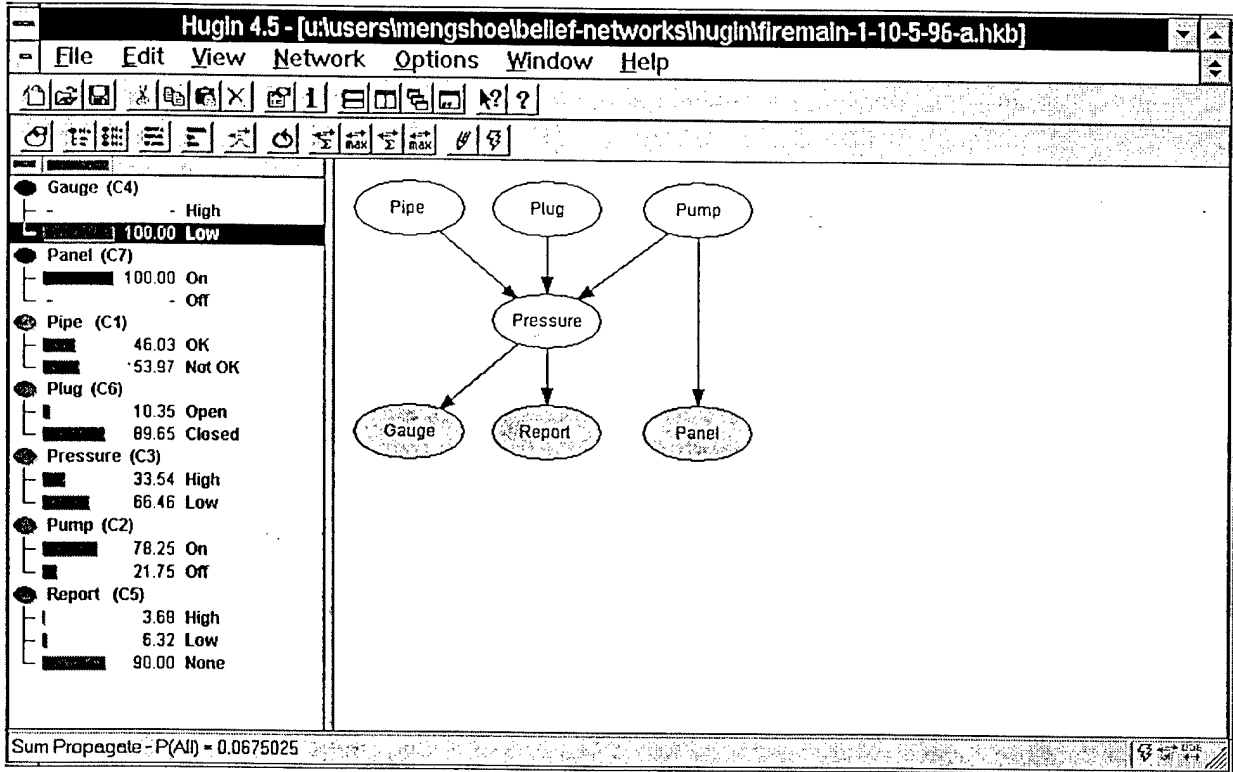 Hugin 4.5 - [u:\users\mengshoe\belief-networks\hugin\firemain-1-10-5-96-a.hkb]
File Edit View Network Options Window Help
Gauge (C4)
- - High
100.00 Low
Panel (C7)
100.00 On
- - Off
Pipe (C1)
46.03 OK
53.97 Not OK
Plug (C6)
10.35 Open
89.65 Closed
Pressure (C3)
33.54 High
66.46 Low
Pump (C2)
78.25 On
21.75 Off
Report (C5)
3.68 High
6.32 Low
90.00 None
Pipe Plug Pump
Pressure
Gauge Report Panel
Sum Propagate - P(All) = 0.0675025